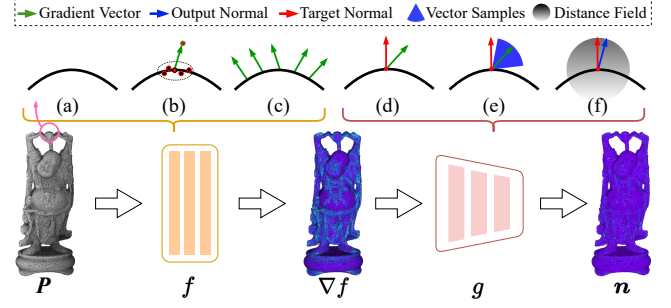 Gradient Vector Output Normal Target Normal Vector Samples Distance Field
(a) (b) (c) (d) (e) (f)
P f ∇f g n